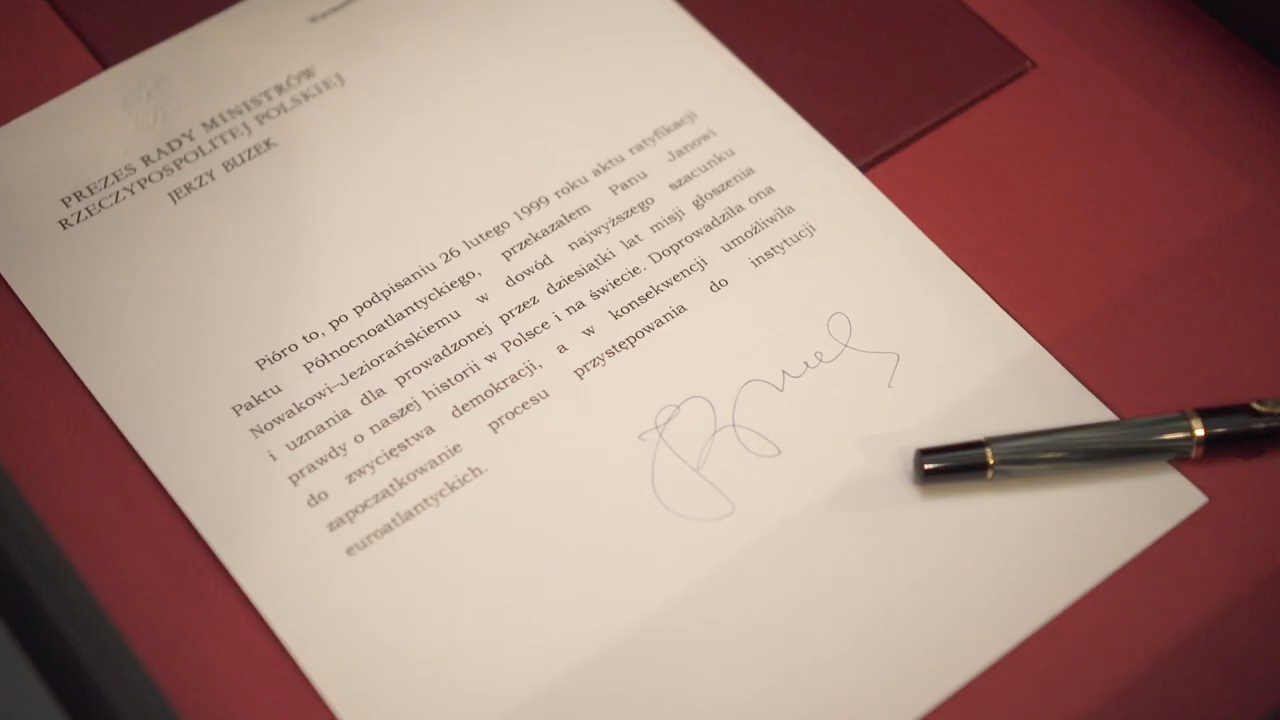 PREZES RADY MINISTRÓW
RZECZYPOSPOLITEJ POLSKIEJ
JERZY BUZEK
Pióro to, po podpisaniu 26 lutego 1999 roku aktu ratyfikacji
Paktu Północnoatlantyckiego, przekazałem Panu Janowi
Nowakowi-Jeziorańskiemu w dowód najwyższego szacunku
i uznania dla prowadzonej przez dziesiątki lat misji głoszenia
prawdy o naszej historii w Polsce i na świecie. Doprowadziła ona
do zwycięstwa demokracji, a w konsekwencji umożliwiła
zapoczątkowanie procesu przystępowania do instytucji
euroatlantyckich.